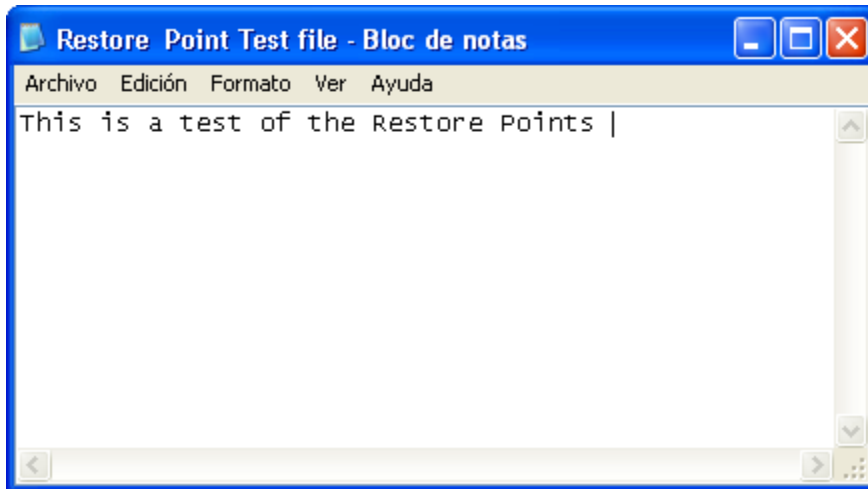 Restore  Point Test file - Bloc de notas
Archivo Edición Formato Ver Ayuda
This is a test of the Restore Points